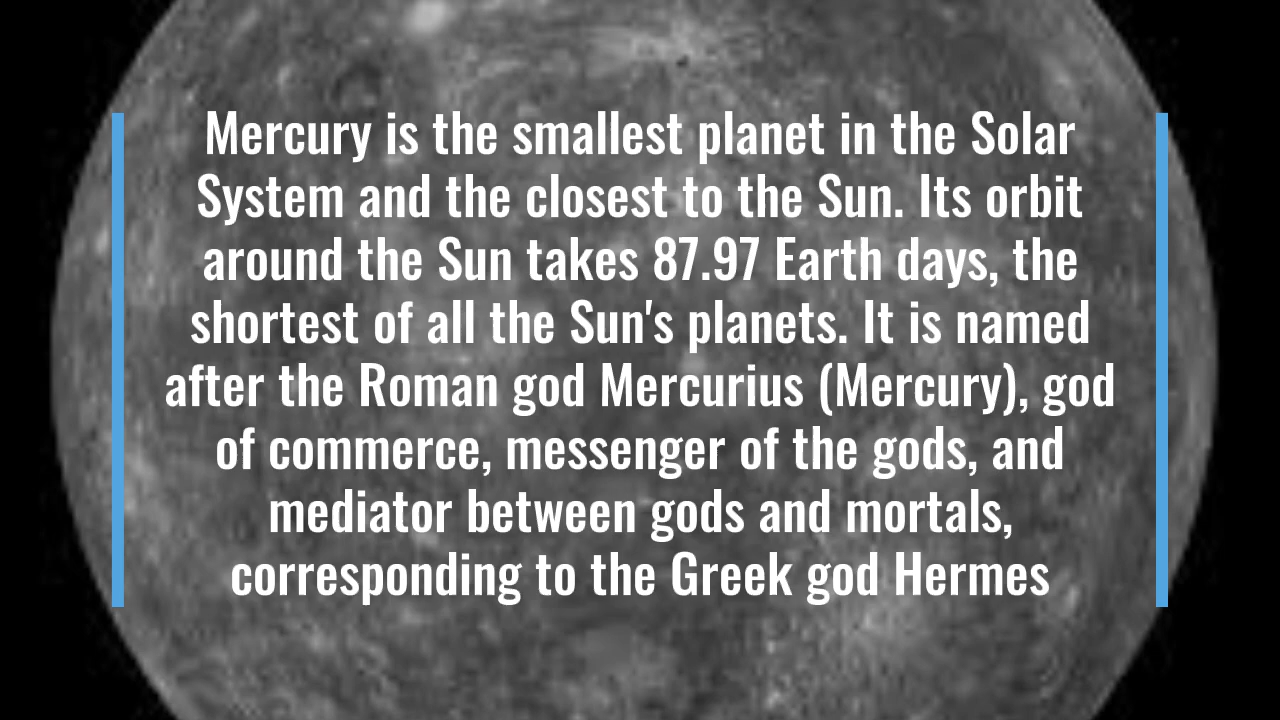 Mercury is the smallest planet in the Solar
System and the closest to the Sun. Its orbit
around the Sun takes 87.97 Earth days, the
shortest of all the Sun's planets. It is named
after the Roman god Mercurius (Mercury), god
of commerce, messenger of the gods, and
mediator between gods and mortals,
corresponding to the Greek god Hermes